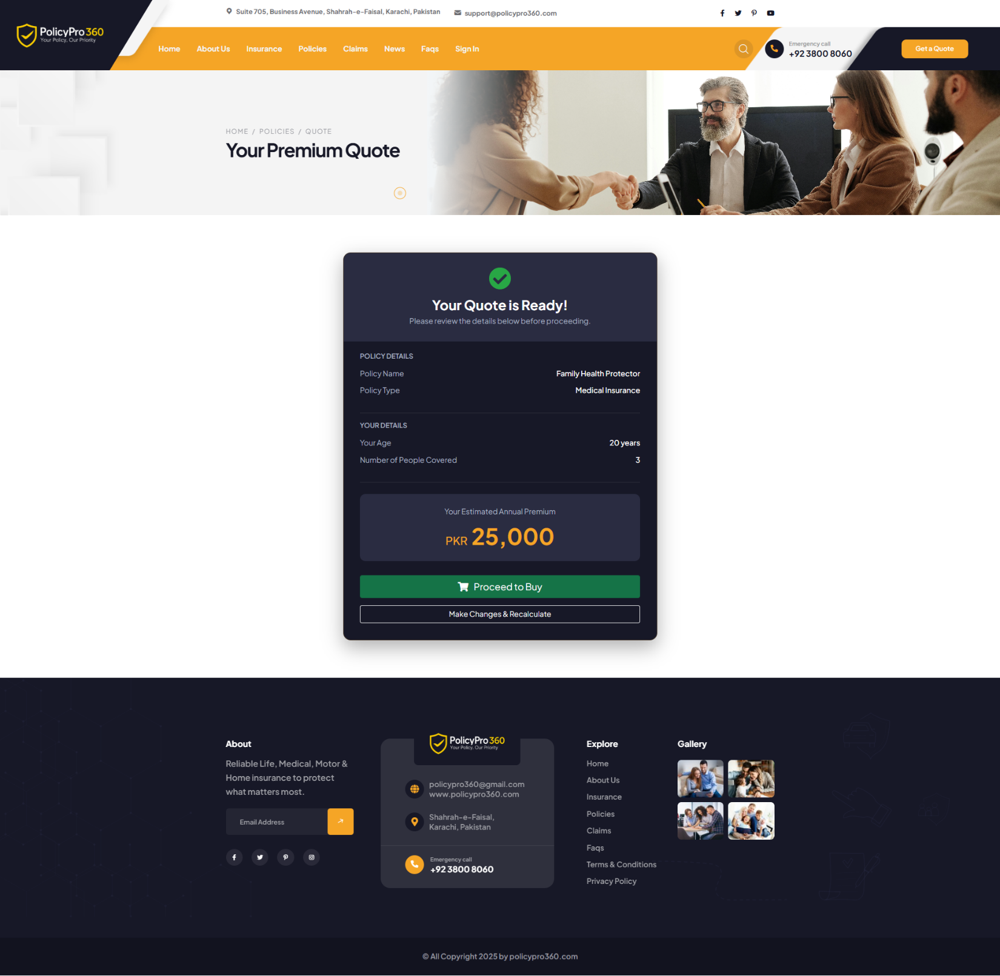 PolicyPro 360
Your Policy, Our Priority
Suite 705, Business Avenue, Shahrah-e-Faisal, Karachi, Pakistan
support@policypro360.com
Home
About Us
Insurance
Policies
Claims
News
Faqs
Sign In
Emergency call
+92 3800 8060
Get a Quote
HOME / POLICIES / QUOTE
Your Premium Quote
Your Quote is Ready!
Please review the details below before proceeding.
POLICY DETAILS
Policy Name Family Health Protector
Policy Type Medical Insurance
YOUR DETAILS
Your Age 20 years
Number of People Covered 3
Your Estimated Annual Premium
PKR 25,000
Proceed to Buy
Make Changes & Recalculate
About
Reliable Life, Medical, Motor &
Home insurance to protect
what matters most.
Email Address
PolicyPro 360
Your Policy, Our Priority
policypro360@gmail.com
www.policypro360.com
Shahrah-e-Faisal,
Karachi, Pakistan
Emergency call
+92 3800 8060
Explore
Home
About Us
Insurance
Policies
Claims
Faqs
Terms & Conditions
Privacy Policy
Gallery
© All Copyright 2025 by policypro360.com